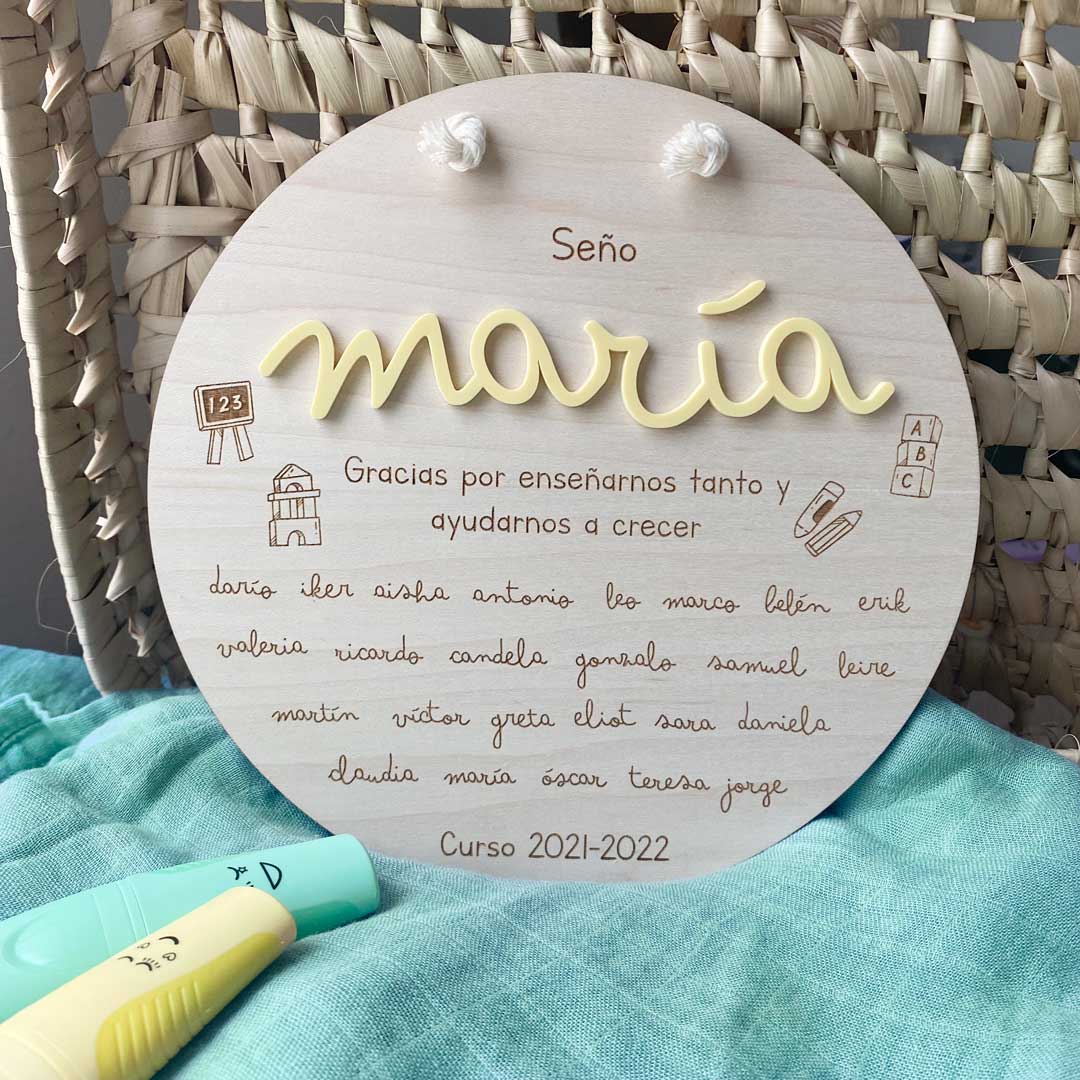 Seño
maría
123
A
B
C
Gracias por enseñarnos tanto y
ayudarnos a crecer
darío iker aisha antonio leo marco belén erik
valeria ricardo candela gonzalo samuel leire
martín víctor greta eliot sara daniela
claudia maría óscar teresa jorge
Curso 2021-2022